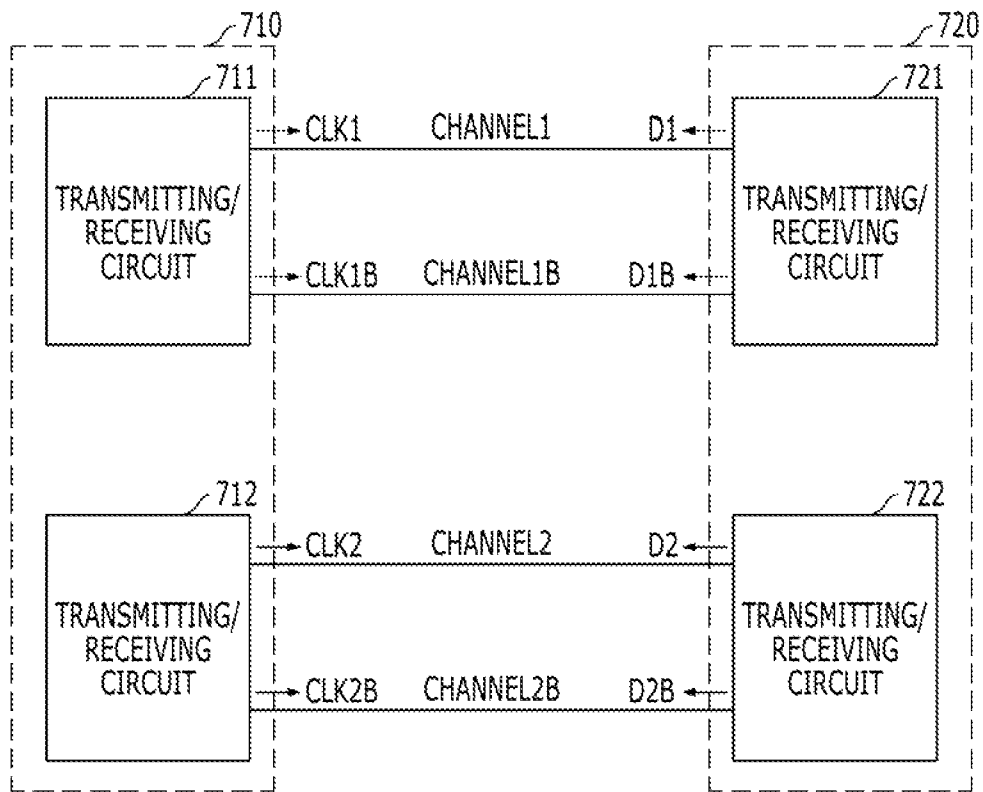 710
720
711
721
CLK1 CHANNEL1 D1
TRANSMITTING/
RECEIVING
CIRCUIT
TRANSMITTING/
RECEIVING
CIRCUIT
CLK1B CHANNEL1B D1B
712
722
CLK2 CHANNEL2 D2
TRANSMITTING/
RECEIVING
CIRCUIT
TRANSMITTING/
RECEIVING
CIRCUIT
CLK2B CHANNEL2B D2B